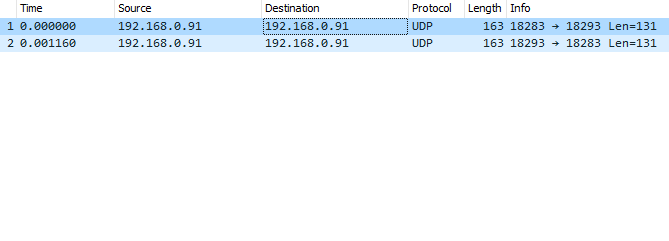 Time Source Destination Protocol Length Info
1 0.000000 192.168.0.91 192.168.0.91 UDP 163 18283 → 18293 Len=131
2 0.001160 192.168.0.91 192.168.0.91 UDP 163 18293 → 18283 Len=131